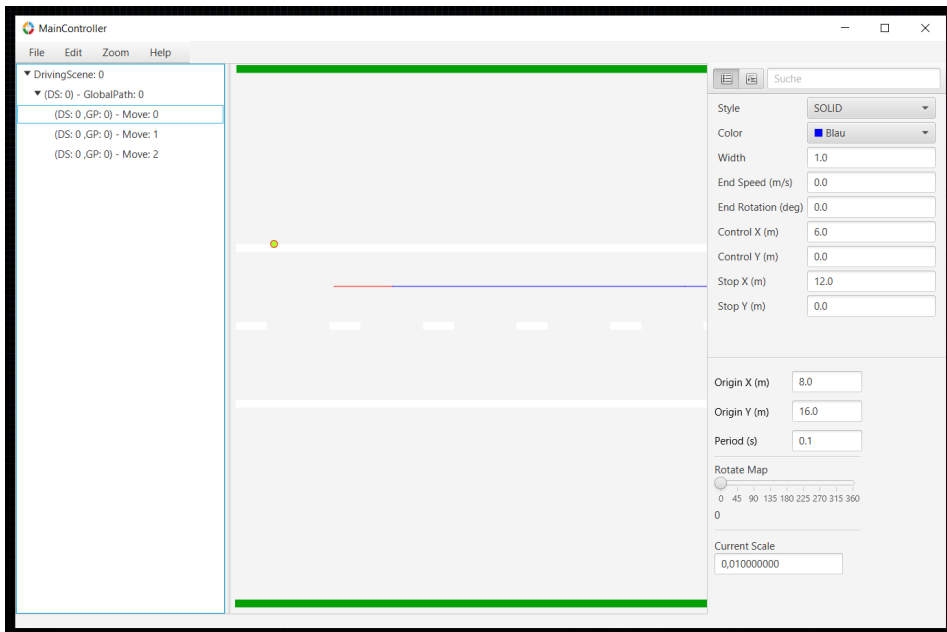 MainController
File Edit Zoom Help
DrivingScene: 0
(DS: 0) - GlobalPath: 0
(DS: 0 ,GP: 0) - Move: 0
(DS: 0 ,GP: 0) - Move: 1
(DS: 0 ,GP: 0) - Move: 2
Suche
Style SOLID
Color Blau
Width 1.0
End Speed (m/s) 0.0
End Rotation (deg) 0.0
Control X (m) 6.0
Control Y (m) 0.0
Stop X (m) 12.0
Stop Y (m) 0.0
Origin X (m) 8.0
Origin Y (m) 16.0
Period (s) 0.1
Rotate Map
0 45 90 135 180 225 270 315 360
0
Current Scale
0,010000000